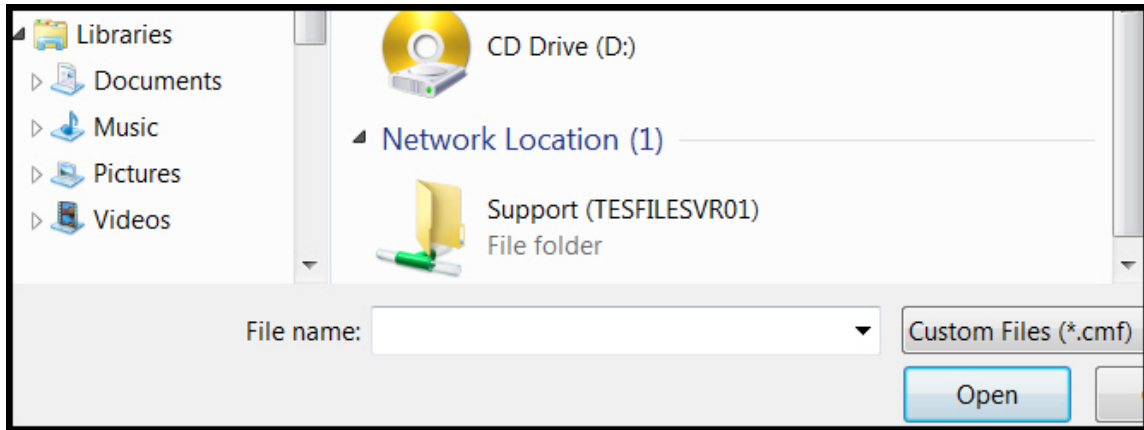 Libraries
Documents
Music
Pictures
Videos
CD Drive (D:)
Network Location (1)
Support (TESFILESVR01)
File folder
File name:
Custom Files (*.cmf)
Open